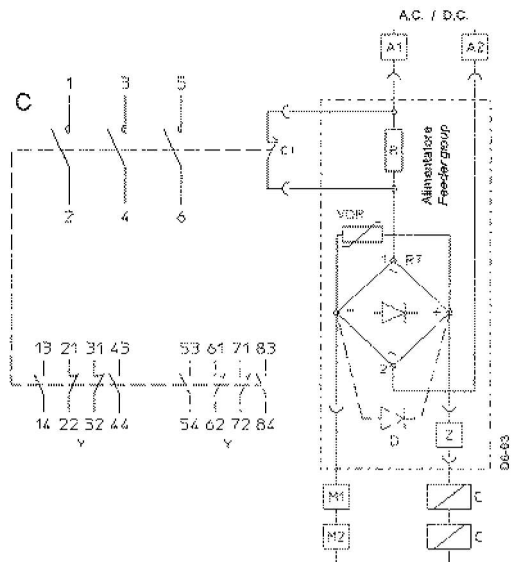 A.C. / D.C.
A1 A2
1 3 5
C
C1
R
Alimentatore
Feeder group
2 4 6
VDR
1 RT
~
- +
2
~
13 21 31 43 53 61 71 83
14 22 32 44 54 62 72 84
Y Y
D
Z
D6-63
M1 C
M2 C